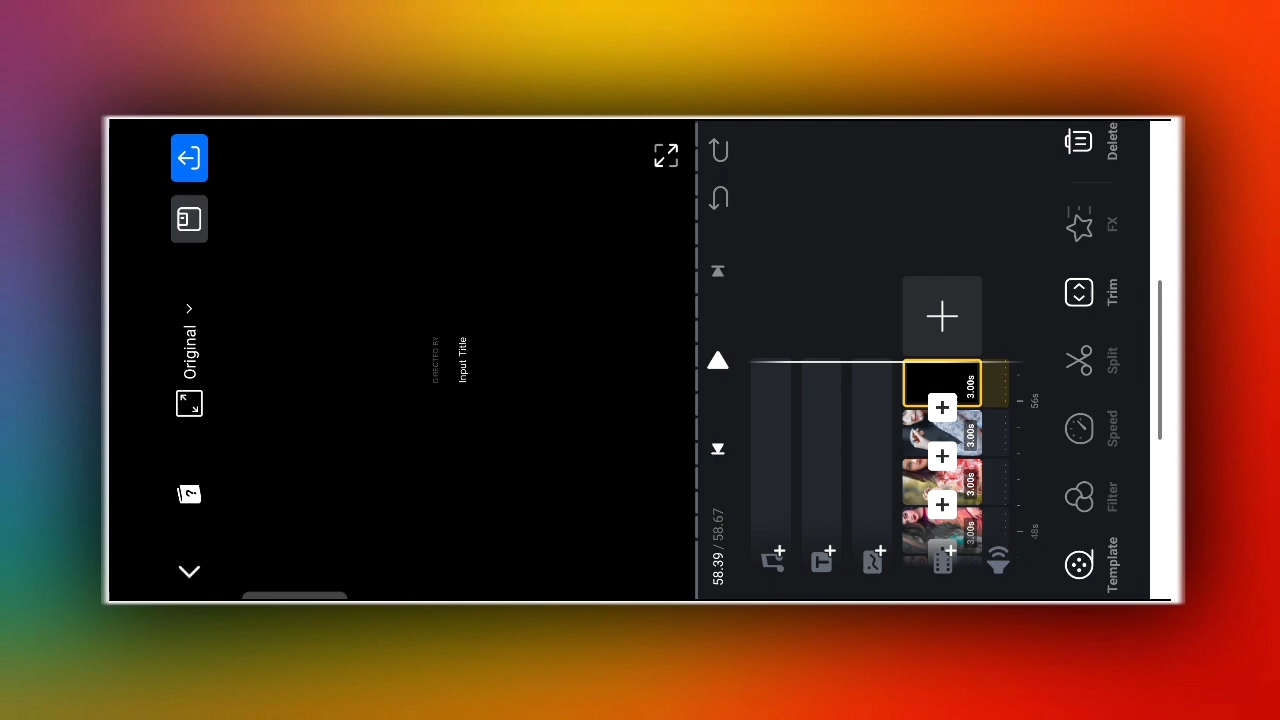 Original
DIRECTED BY
Input Title
58.39 / 58.67
3.00s
3.00s
3.00s
3.00s
56s
48s
Template
Filter
Speed
Split
Trim
FX
Delete